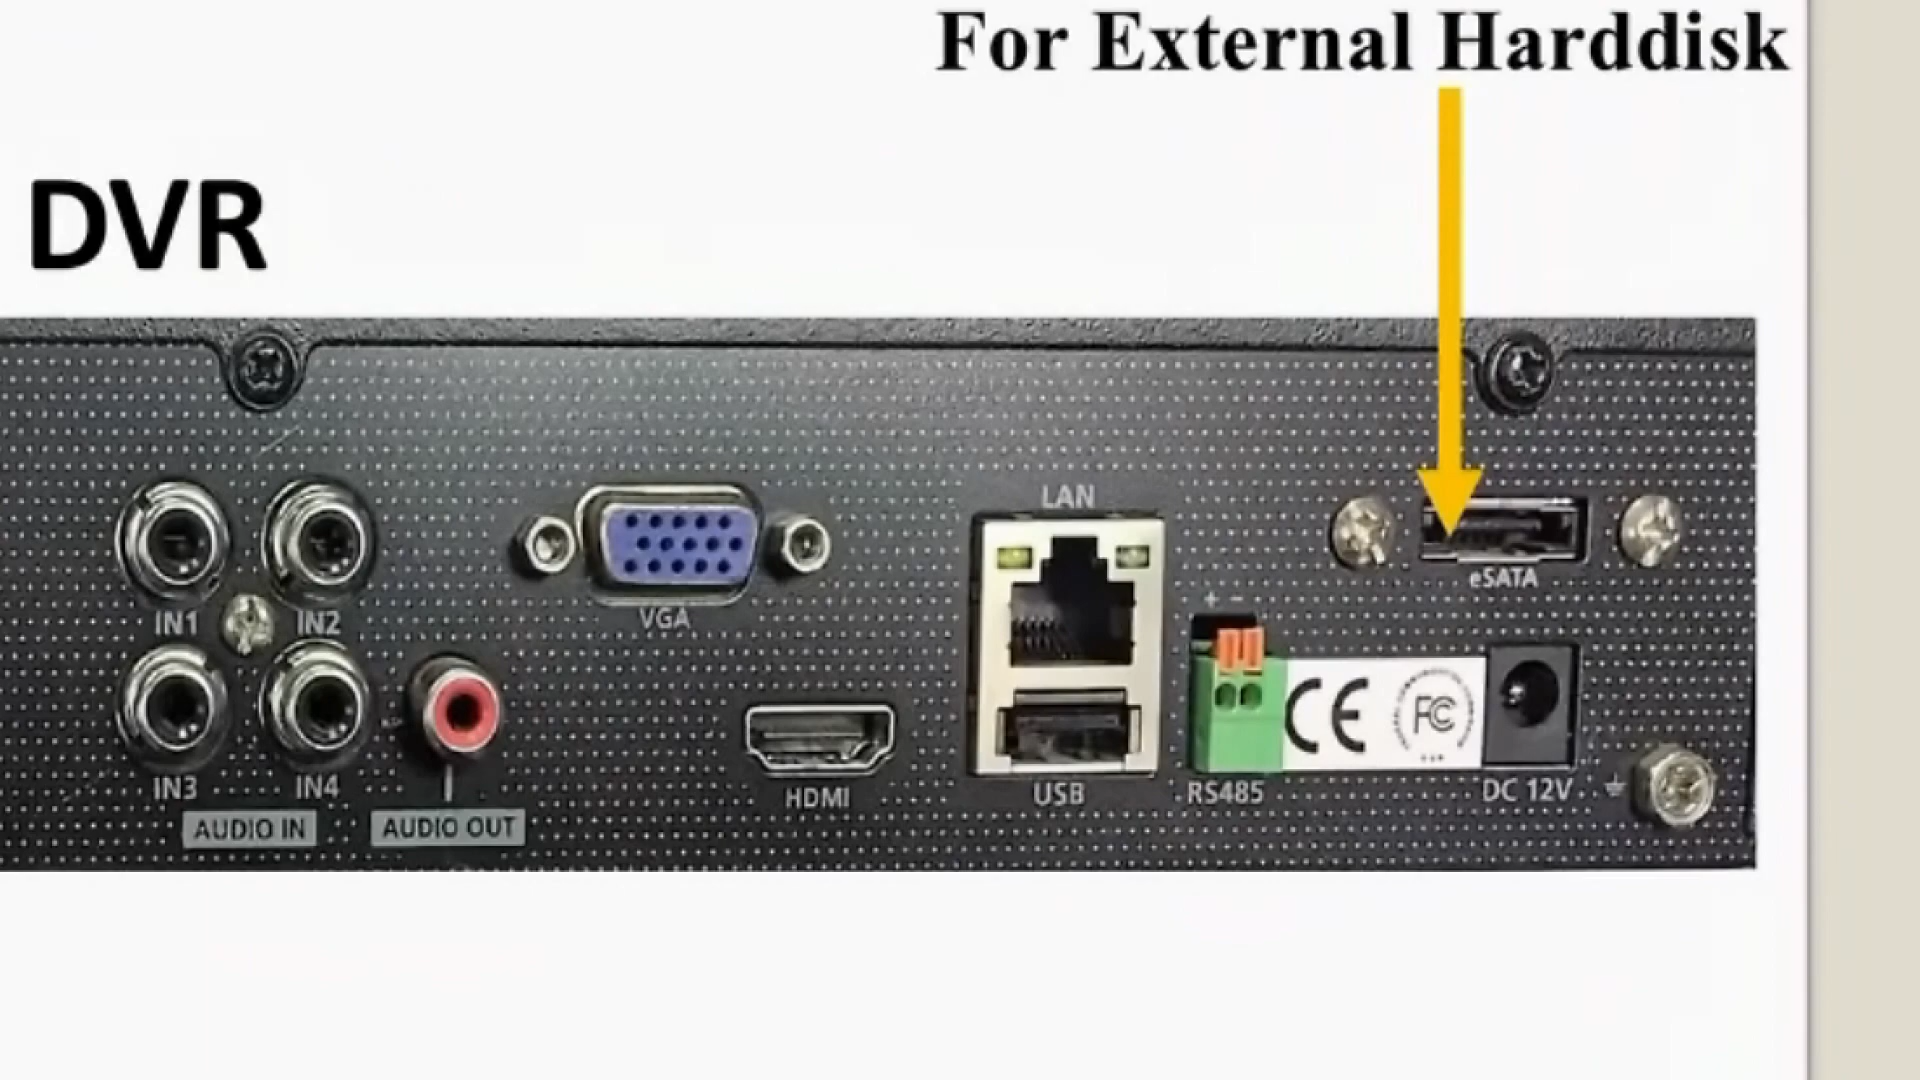 For External Harddisk
DVR
LAN
eSATA
+ -
IN1 IN2
VGA
CE FC
IN3 IN4
HDMI
USB
RS485
DC 12V
AUDIO IN
AUDIO OUT